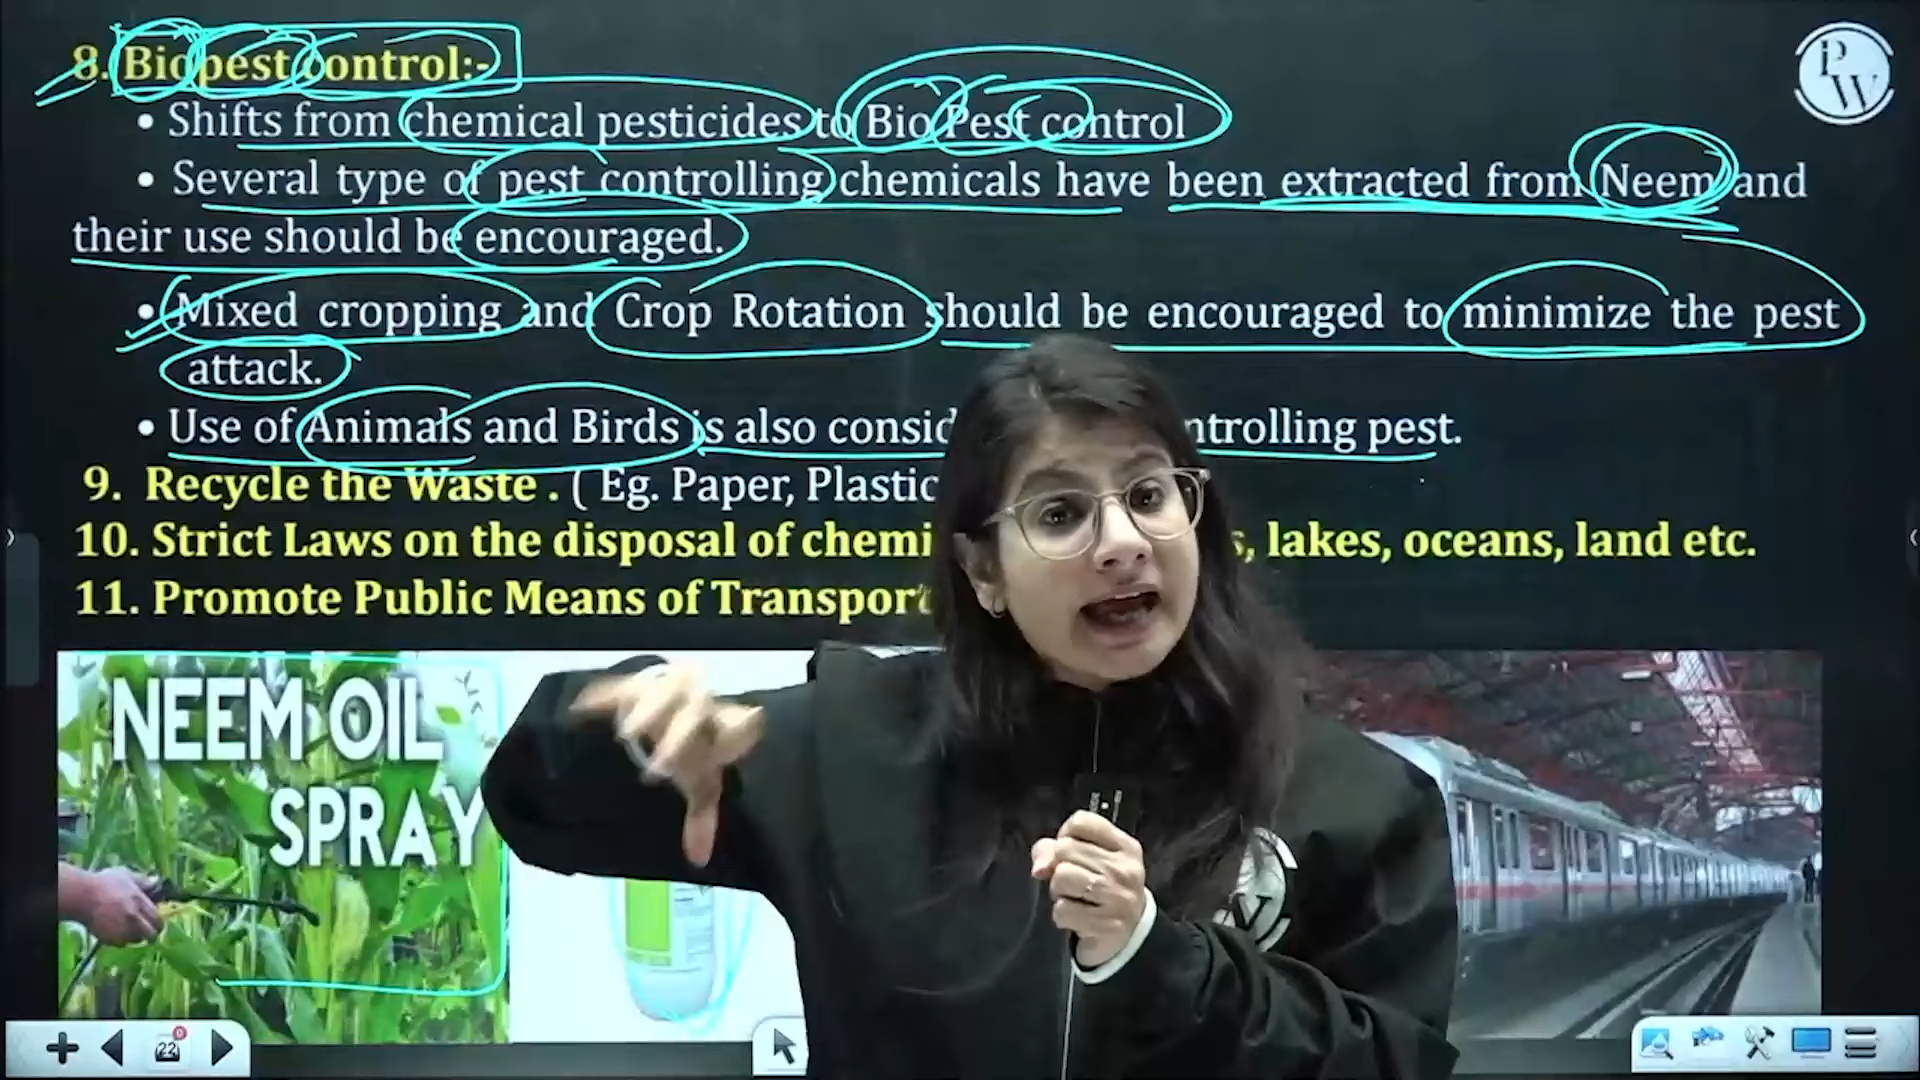 8. Biopest control:-
• Shifts from chemical pesticides to Bio Pest control
• Several type of pest controlling chemicals have been extracted from Neem and
their use should be encouraged.
• Mixed cropping and Crop Rotation should be encouraged to minimize the pest
attack.
• Use of Animals and Birds is also consid ntrolling pest.
9. Recycle the Waste . ( Eg. Paper, Plastic
10. Strict Laws on the disposal of chemi s, lakes, oceans, land etc.
11. Promote Public Means of Transport
NEEM OIL
SPRAY
PW
22
0